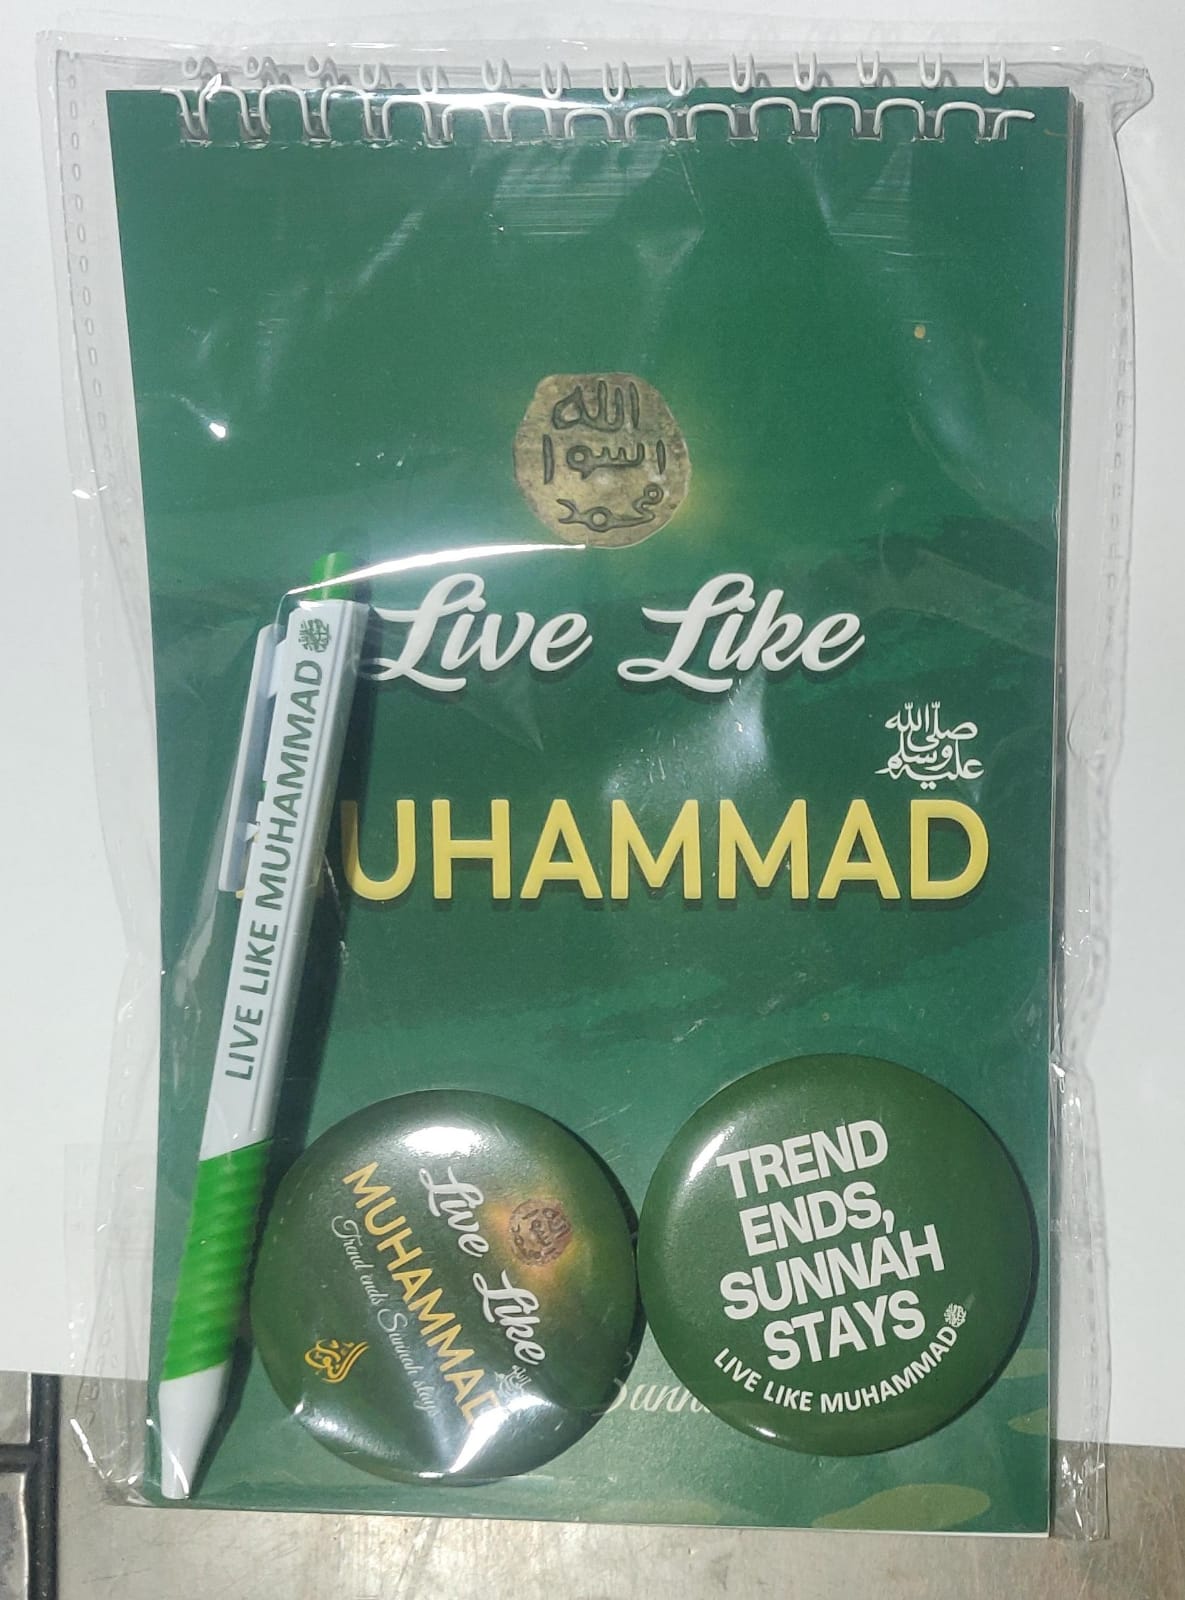 الله
رسول
محمد
Live Like
صلى الله عليه وسلم
MUHAMMAD
LIVE LIKE MUHAMMAD
Live Like
MUHAMMAD
Trend ends Sunnah stays
TREND
ENDS,
SUNNAH
STAYS
LIVE LIKE MUHAMMAD